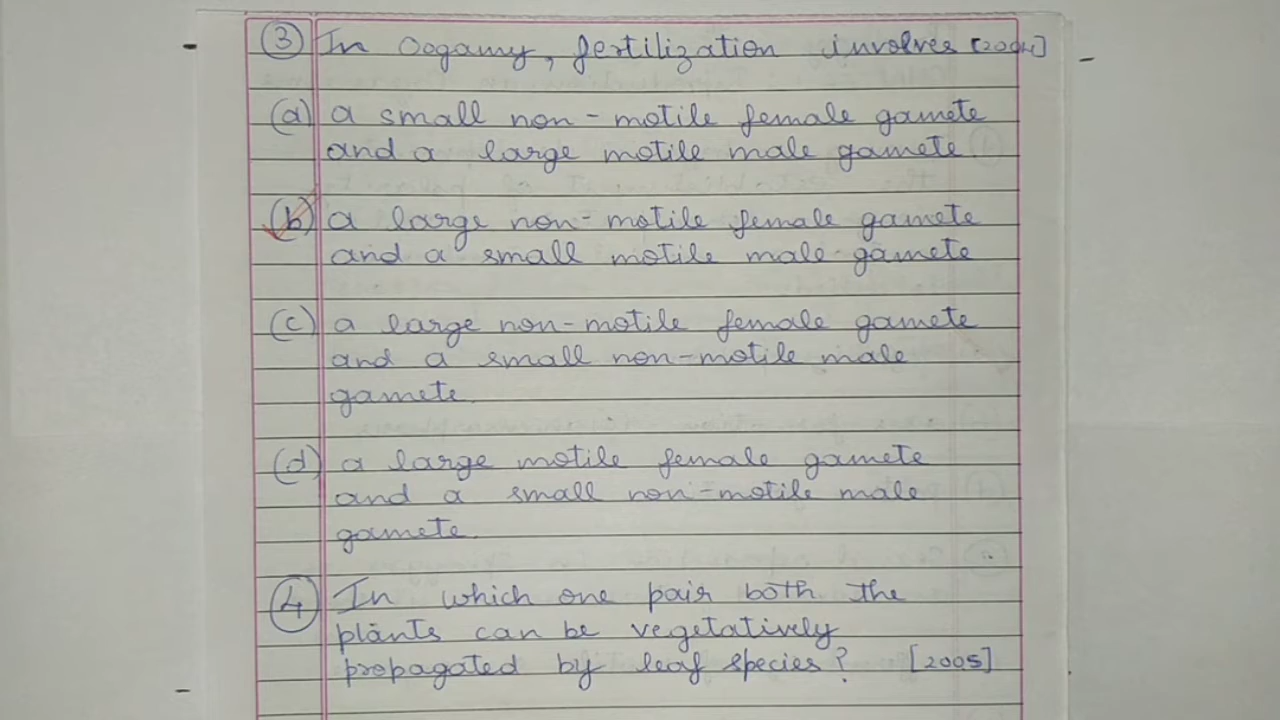 ③ In Oogamy, fertilization involves [2004]
(a) a small non-motile female gamete
and a large motile male gamete
(b) a large non-motile female gamete
and a small motile male gamete
(c) a large non-motile female gamete
and a small non-motile male
gamete.
(d) a large motile female gamete
and a small non-motile male
gamete.
④ In which one pair both the
plants can be vegetatively
propagated by leaf species? [2005]